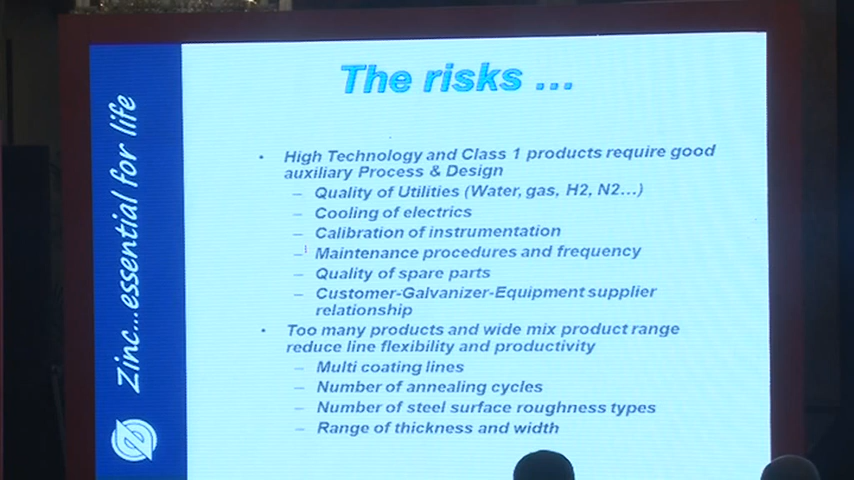 The risks ...
Zinc...essential for life
• High Technology and Class 1 products require good
auxiliary Process & Design
– Quality of Utilities (Water, gas, H2, N2...)
– Cooling of electrics
– Calibration of instrumentation
– Maintenance procedures and frequency
– Quality of spare parts
– Customer-Galvanizer-Equipment supplier
relationship
• Too many products and wide mix product range
reduce line flexibility and productivity
– Multi coating lines
– Number of annealing cycles
– Number of steel surface roughness types
– Range of thickness and width